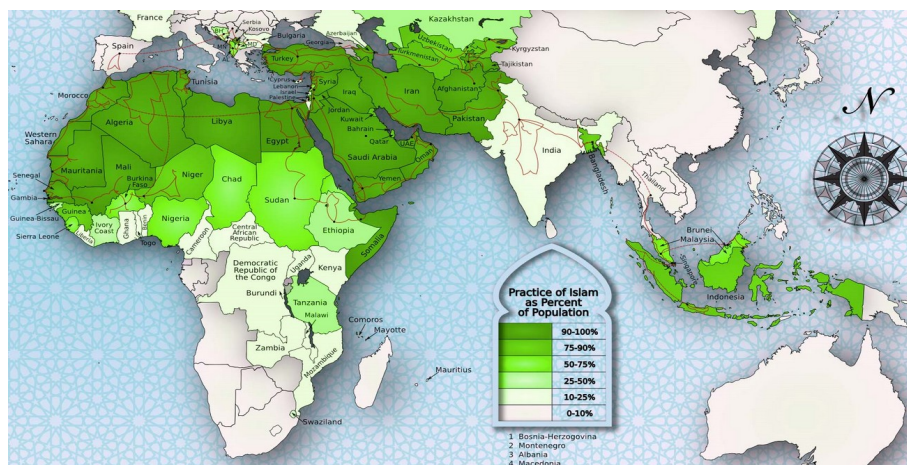 France
Spain
BH
Serbia
Kosovo
MD
Bulgaria
Azerbaijan
Georgia
Turkey
Kazakhstan
Uzbekistan
Turkmenistan
Kyrgyzstan
Tajikistan
Afghanistan
Pakistan
Iran
Cyprus
Lebanon
Israel
Palestine
Syria
Iraq
Jordan
Kuwait
Bahrain
Qatar
UAE
Oman
Saudi Arabia
Yemen
Tunisia
Morocco
Western
Sahara
Algeria
Libya
Egypt
Mauritania
Mali
Niger
Chad
Sudan
Senegal
Gambia
Guinea-Bissau
Guinea
Sierra Leone
Liberia
Ivory
Coast
Burkina
Faso
Ghana
Togo
Benin
Nigeria
Cameroon
Central
African
Republic
Ethiopia
Somalia
Democratic
Republic of
the Congo
Uganda
Kenya
Burundi
Tanzania
Malawi
Zambia
Mozambique
Comoros
Mayotte
Mauritius
Swaziland
India
Bangladesh
Thailand
Brunei
Malaysia
Singapore
Indonesia
N
Practice of Islam
as Percent
of Population
90-100%
75-90%
50-75%
25-50%
10-25%
0-10%
1 Bosnia-Herzogovina
2 Montenegro
3 Albania
4 Macedonia